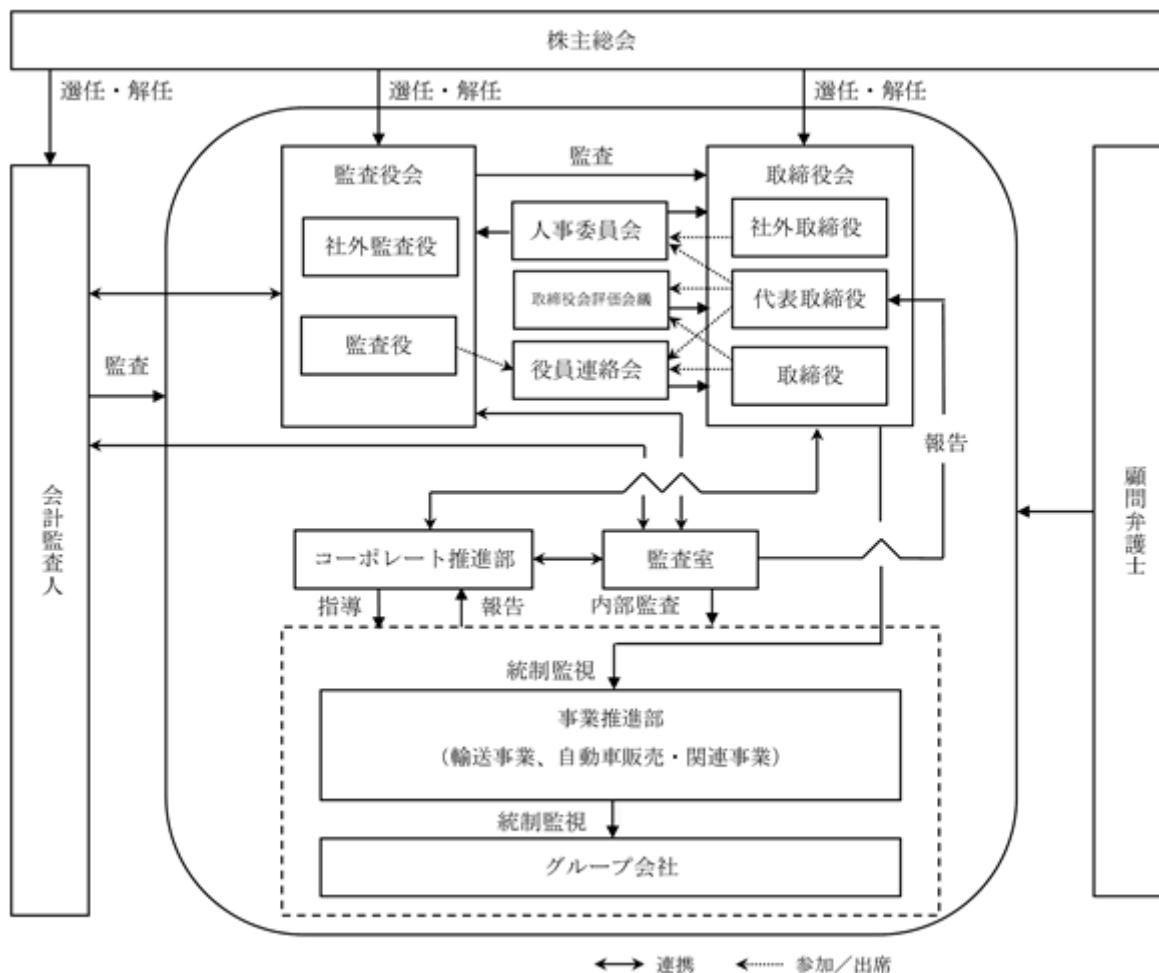 株主総会
選任・解任
選任・解任
選任・解任
監査役会
監査
取締役会
社外監査役
人事委員会
社外取締役
取締役会評価会議
代表取締役
監査役
役員連絡会
取締役
監査
報告
会計監査人
顧問弁護士
コーポレート推進部
監査室
指導
報告
内部監査
統制監視
事業推進部
（輸送事業、自動車販売・関連事業）
統制監視
グループ会社
連携
参加／出席